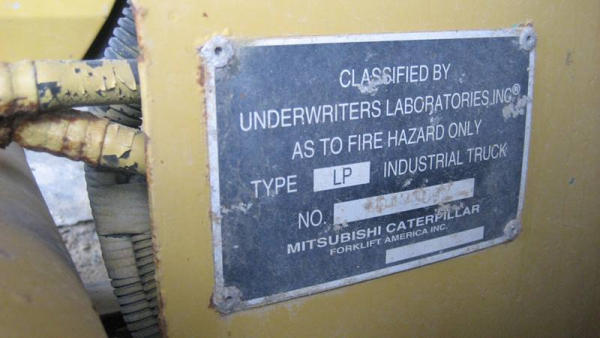 CLASSIFIED BY
UNDERWRITERS LABORATORIES, INC®
AS TO FIRE HAZARD ONLY
TYPE LP INDUSTRIAL TRUCK
NO.
MITSUBISHI CATERPILLAR
FORKLIFT AMERICA INC.